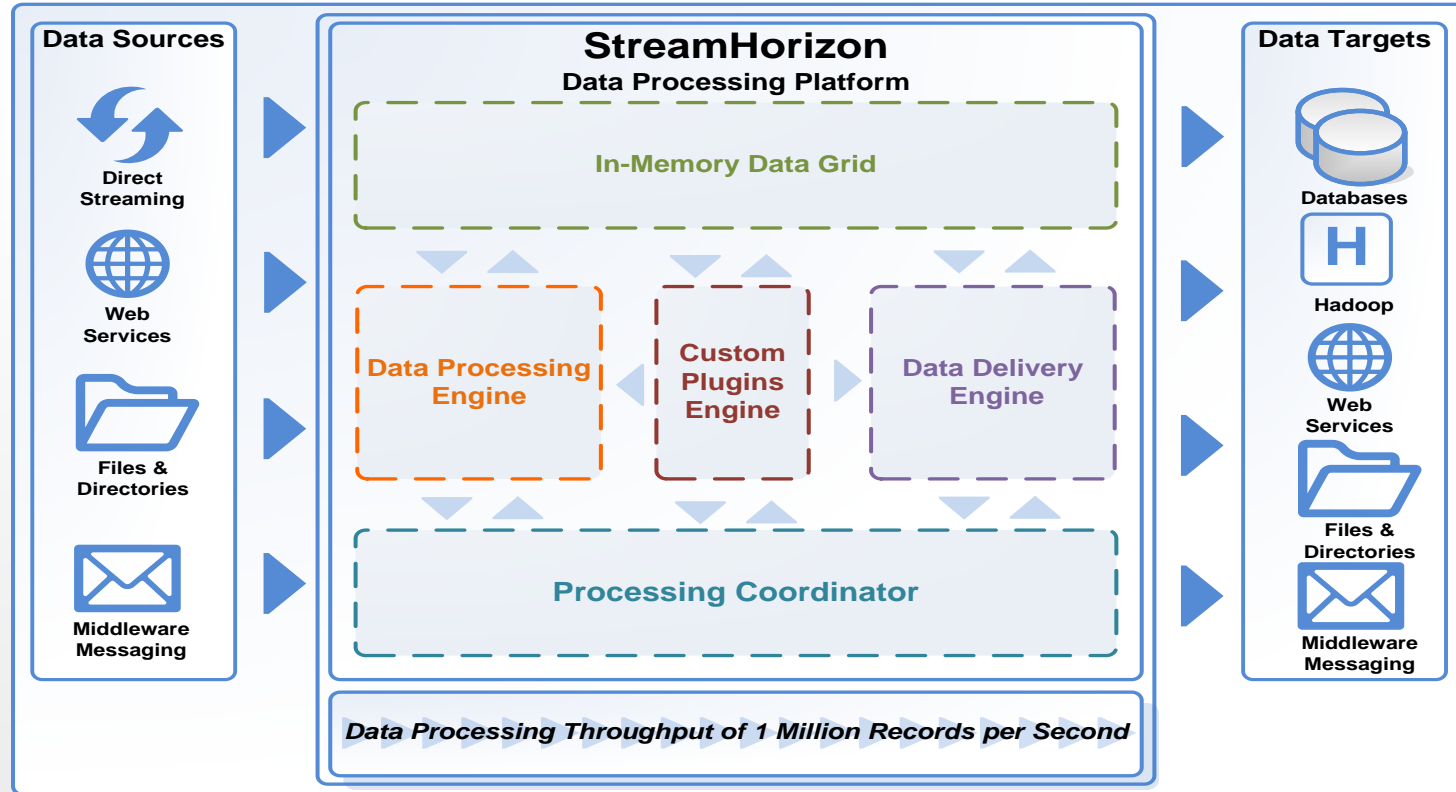 Data Sources
Direct
Streaming
Web
Services
Files &
Directories
Middleware
Messaging
StreamHorizon
Data Processing Platform
In-Memory Data Grid
Data Processing
Engine
Custom
Plugins
Engine
Data Delivery
Engine
Processing Coordinator
Data Processing Throughput of 1 Million Records per Second
Data Targets
Databases
H
Hadoop
Web
Services
Files &
Directories
Middleware
Messaging